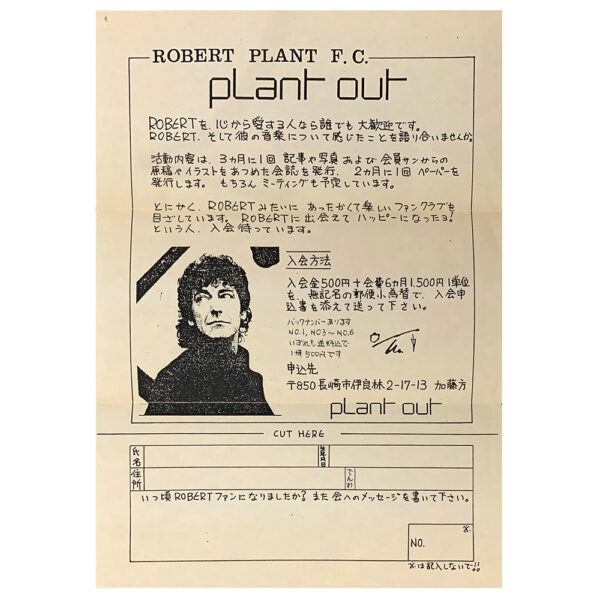 ROBERT PLANT F.C.
plant out
ROBERTを、心から愛する人なら誰でも 大歓迎です。
ROBERT、そして彼の音楽について感じたことを語り合いませんか。
活動内容は、3カ月に1回 記事や写真 および 会員サンからの
原稿やイラストをあつめた会誌を発行、 2カ月に1回 ペーパーを
発行します。 もちろん ミーティングも予定しています。
とにかく、ROBERTみたいに あったかくて楽しいファンクラブを
目ざしています。 ROBERTに出会えて ハッピーになったョ!
という人、入会 待っています。
入会方法
入会金500円+会費6カ月1,500円1単位
を、無記名の郵便小為替で、入会申
込書を添えて送って下さい。
バックナンバーあります
NO.1, NO.3〜NO.6
いずれも送料込で
1冊500円です
申込先
〒850長崎市伊良林2-17-13 加藤方
plant out
CUT HERE
氏名
生年月日
住所
でんわ
いつ頃ROBERTファンになりましたか? また 会へのメッセージを書いて下さい。
※
NO.
※は記入しないで!!